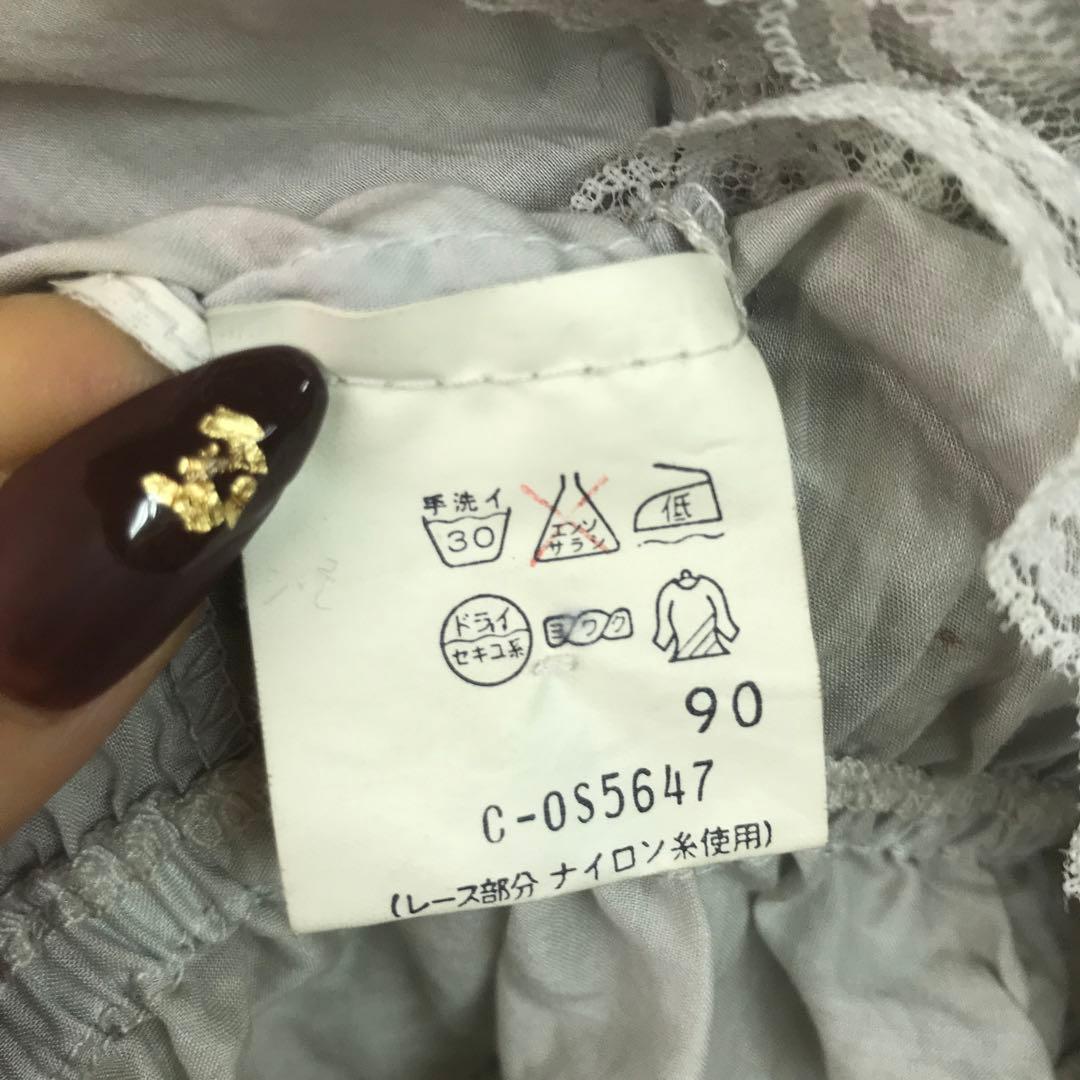 手洗イ
30
エンソ
サラシ
低
ドライ
セキユ系
ヨワク
90
C-0S5647
(レース部分 ナイロン糸使用)